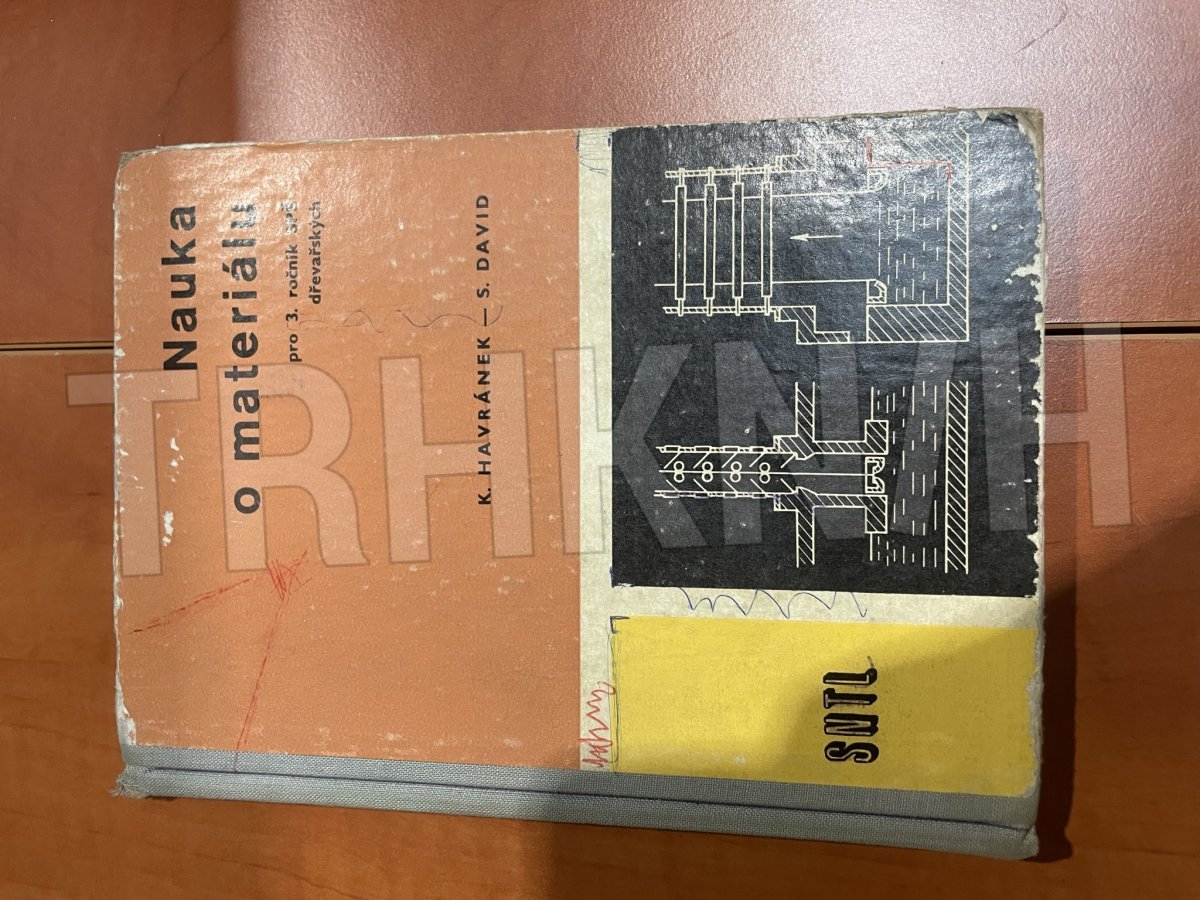 Nauka
o materiálu
pro 3. ročník SPŠ
dřevařských
K. HAVRÁNEK — S. DAVID
SNTL
TRHKNIH